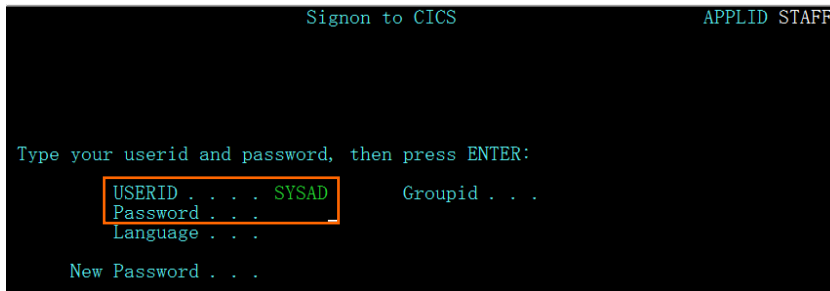 Signon to CICS APPLID STAFF
Type your userid and password, then press ENTER:
USERID . . . . SYSAD Groupid . . .
Password . . . _
Language . . .
New Password . . .